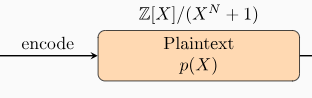 ℤ[X]/(X^N + 1)
encode
Plaintext
p(X)